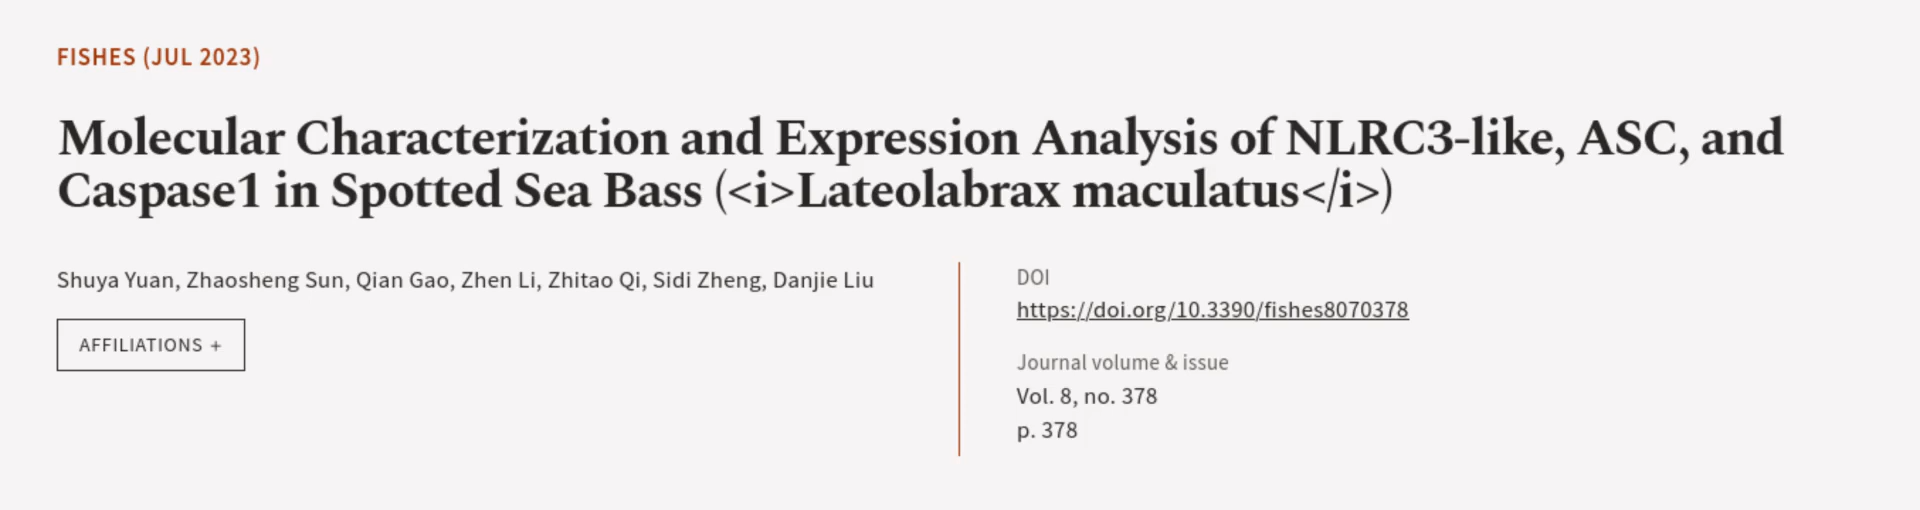 FISHES (JUL 2023)
Molecular Characterization and Expression Analysis of NLRC3-like, ASC, and
Caspase1 in Spotted Sea Bass (<i>Lateolabrax maculatus</i>)
Shuya Yuan, Zhaosheng Sun, Qian Gao, Zhen Li, Zhitao Qi, Sidi Zheng, Danjie Liu
AFFILIATIONS +
DOI
https://doi.org/10.3390/fishes8070378
Journal volume & issue
Vol. 8, no. 378
p. 378